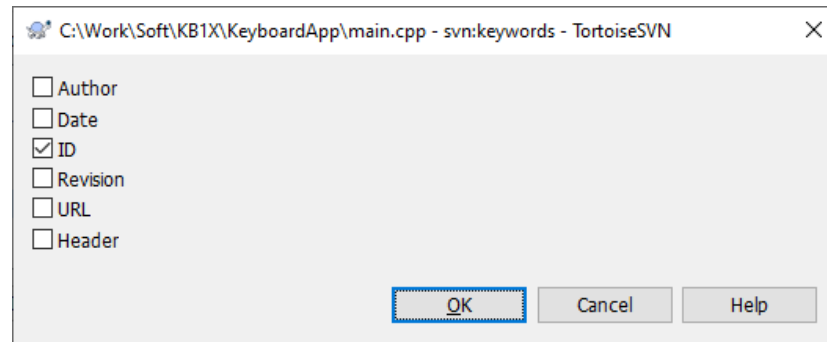 C:\Work\Soft\KB1X\KeyboardApp\main.cpp - svn:keywords - TortoiseSVN
Author
Date
ID
Revision
URL
Header
OK Cancel Help